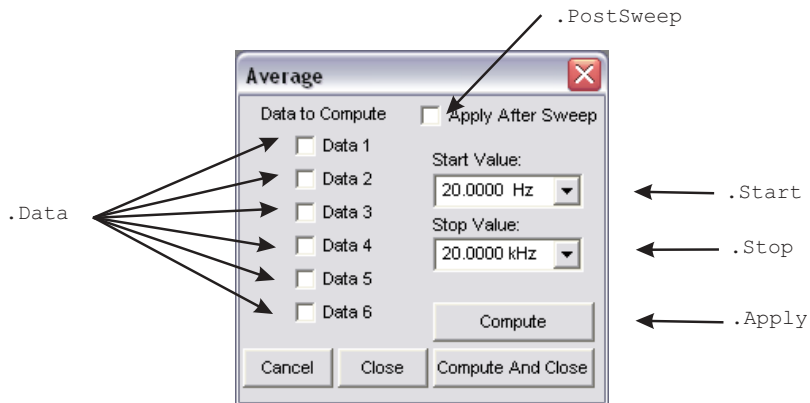 .PostSweep
Average
Data to Compute
Apply After Sweep
Data 1
Data 2
Data 3
Data 4
Data 5
Data 6
.Data
Start Value:
20.0000 Hz
.Start
Stop Value:
20.0000 kHz
.Stop
Compute
.Apply
Cancel
Close
Compute And Close